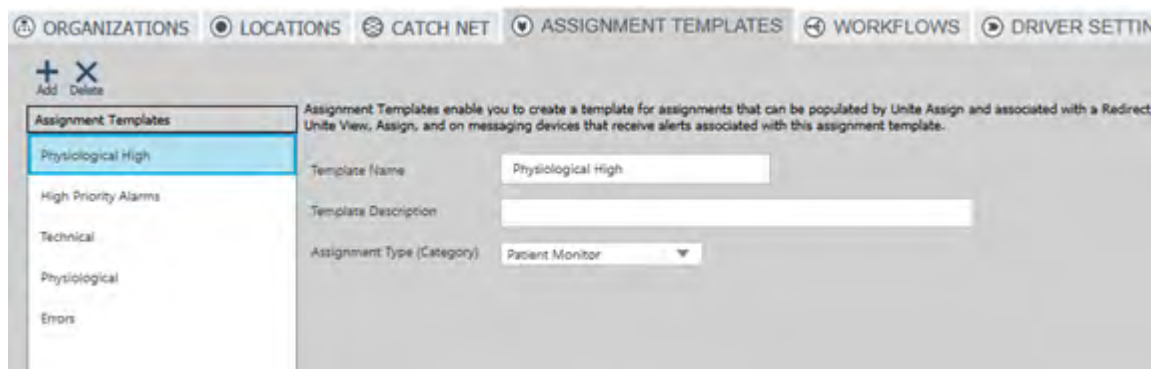 ORGANIZATIONS LOCATIONS CATCH NET ASSIGNMENT TEMPLATES WORKFLOWS DRIVER SETTIN
Add Delete
Assignment Templates
Assignment Templates enable you to create a template for assignments that can be populated by Unite Assign and associated with a Redirect,
Unite View, Assign, and on messaging devices that receive alerts associated with this assignment template.
Physiological High
Template Name Physiological High
High Priority Alarms
Template Description
Technical
Assignment Type (Category) Patient Monitor
Physiological
Errors